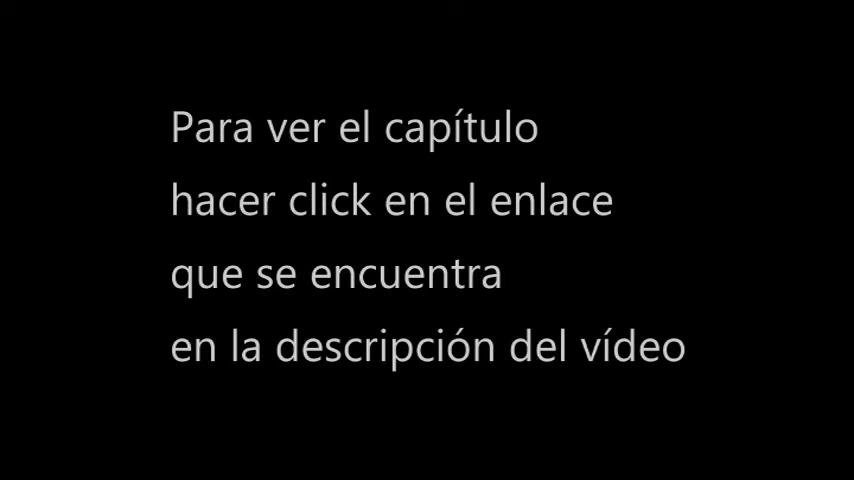 Para ver el capítulo
hacer click en el enlace
que se encuentra
en la descripción del vídeo